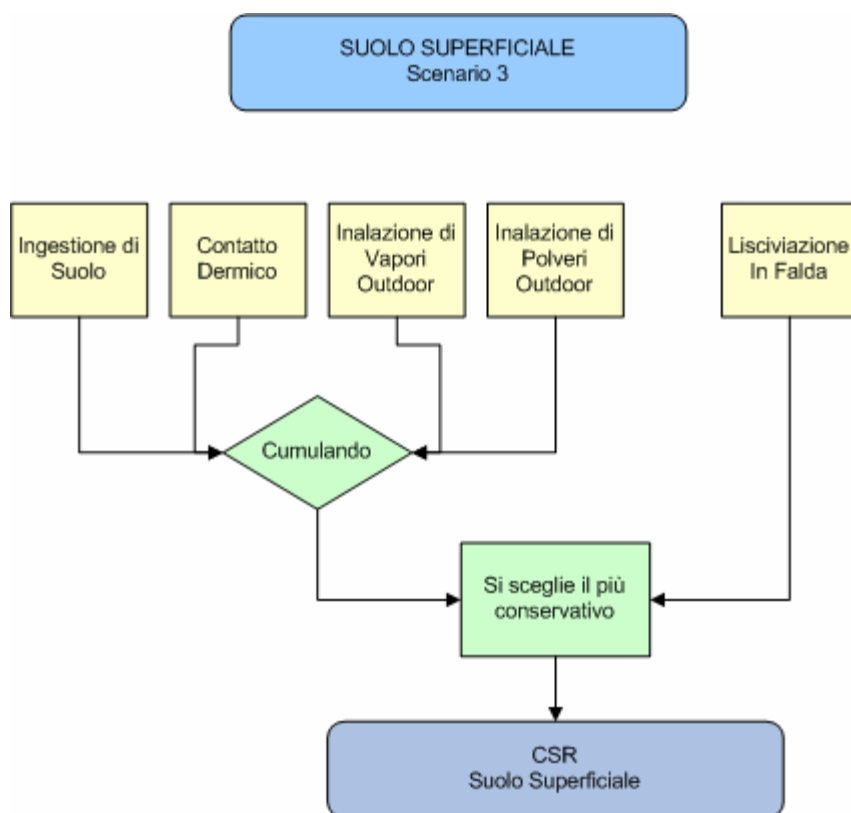 SUOLO SUPERFICIALE
Scenario 3
Ingestione di
Suolo
Contatto
Dermico
Inalazione di
Vapori
Outdoor
Inalazione di
Polveri
Outdoor
Lisciviazione
In Falda
Cumulando
Si sceglie il più
conservativo
CSR
Suolo Superficiale